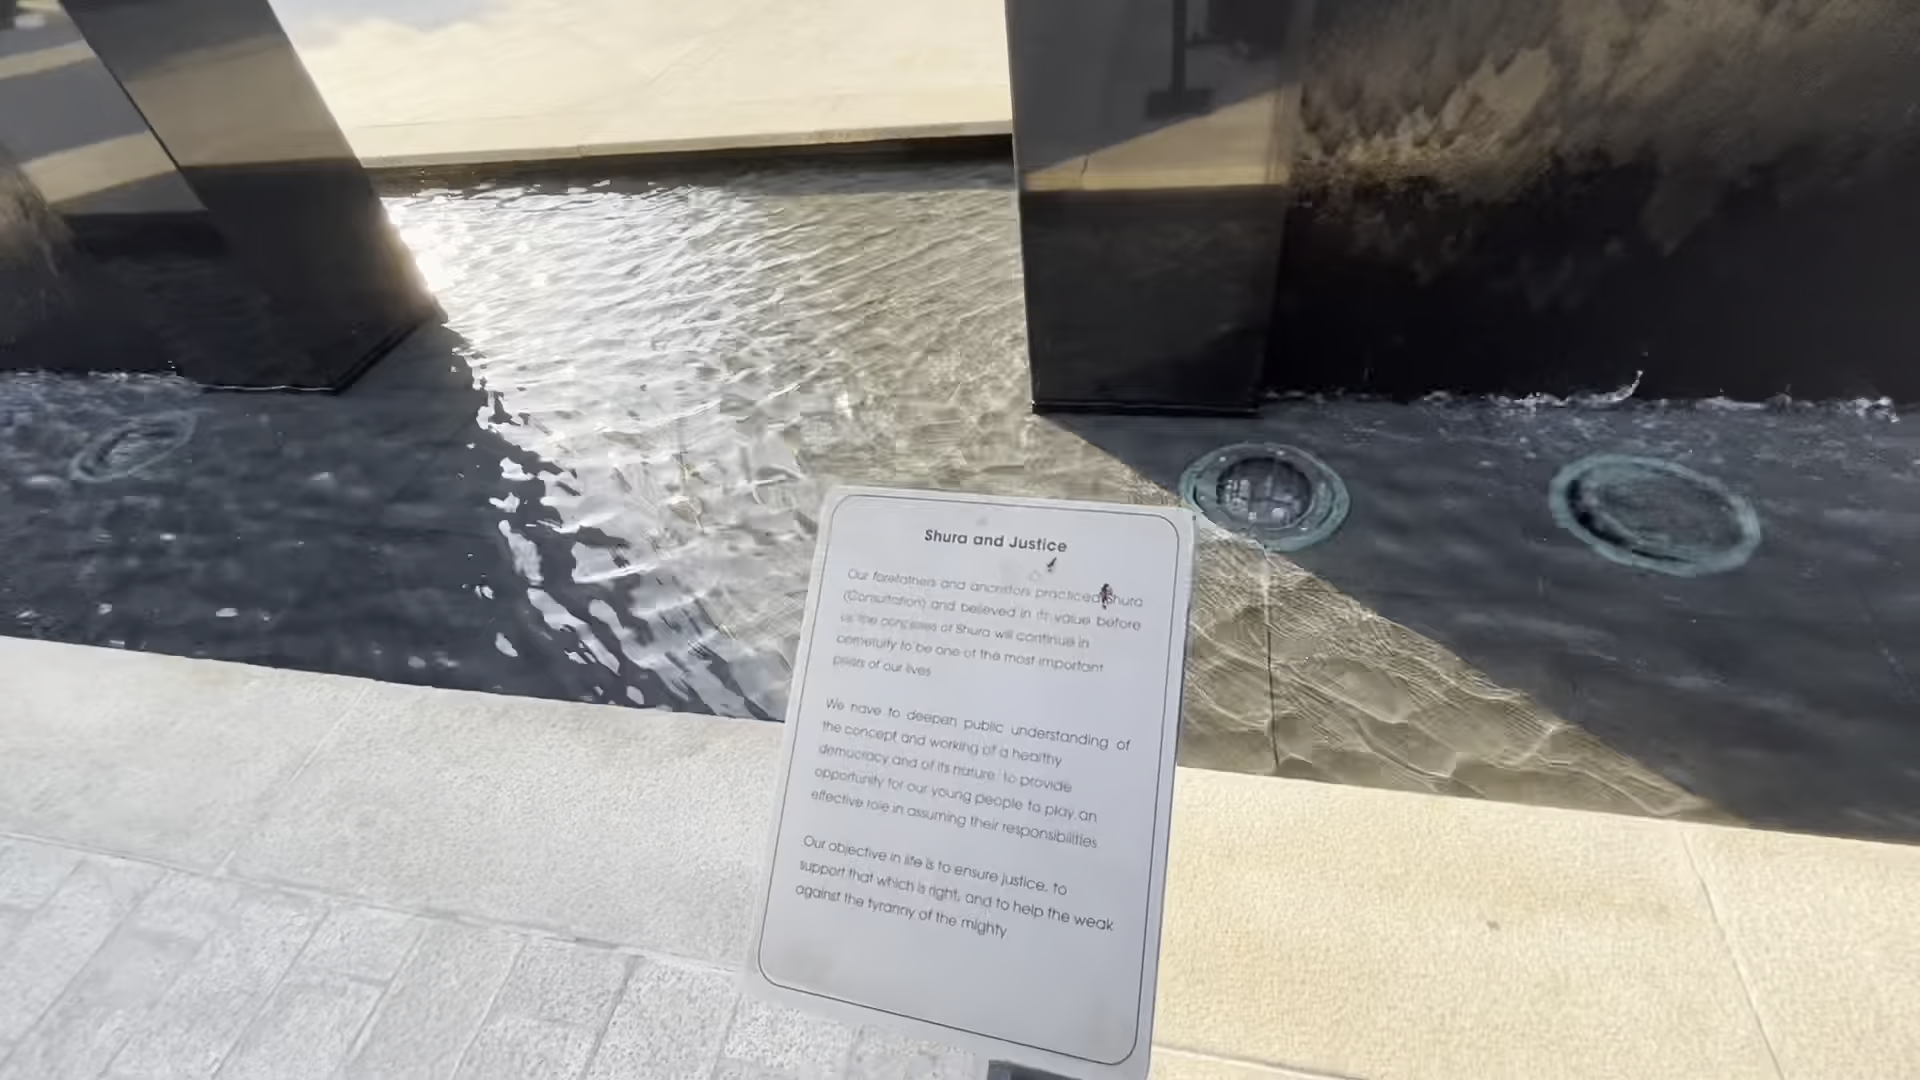 Shura and Justice
Our forefathers and ancestors practiced Shura
(Consultation) and believed in its value before
us. The principles of Shura will continue in
perpetuity to be one of the most important
pillars of our lives
We have to deepen public understanding of
the concept and working of a healthy
democracy and of its nature to provide
opportunity for our young people to play an
effective role in assuming their responsibilities
Our objective in life is to ensure justice, to
support that which is right, and to help the weak
against the tyranny of the mighty